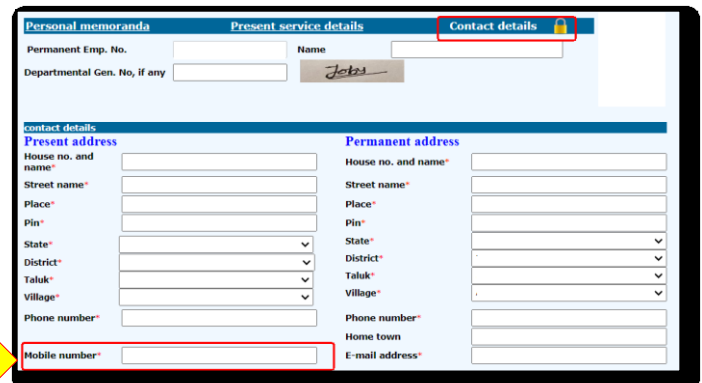 Personal memoranda Present service details Contact details
Permanent Emp. No. Name
Departmental Gen. No, if any Joby
contact details
Present address Permanent address
House no. and name* House no. and name*
Street name* Street name*
Place* Place*
Pin* Pin*
State* State*
District* District*
Taluk* Taluk*
Village* Village*
Phone number* Phone number*
Home town
Mobile number* E-mail address*